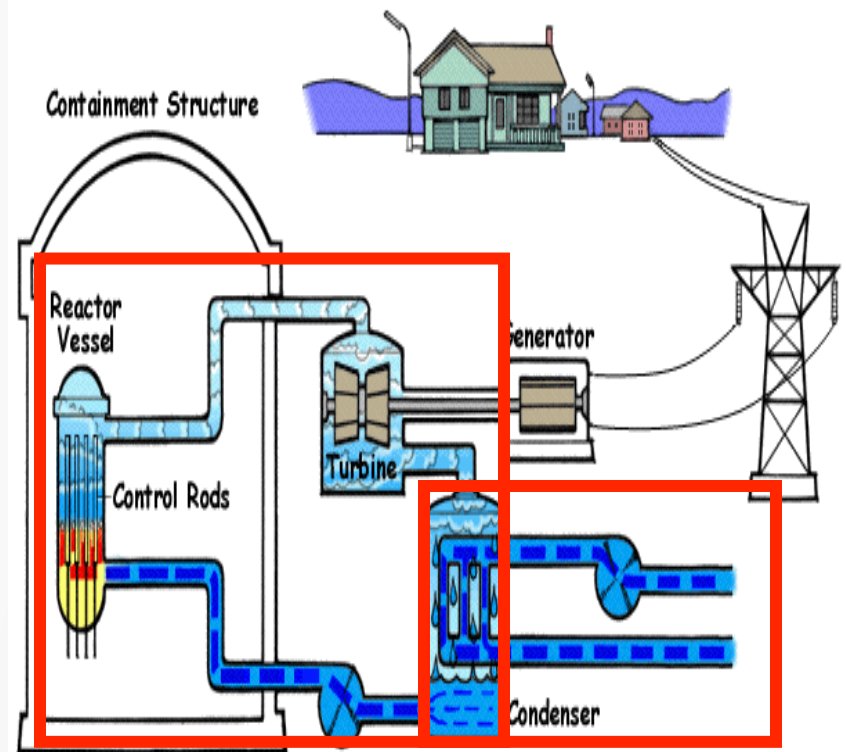 Containment Structure
Reactor
Vessel
Generator
Turbine
Control Rods
Condenser